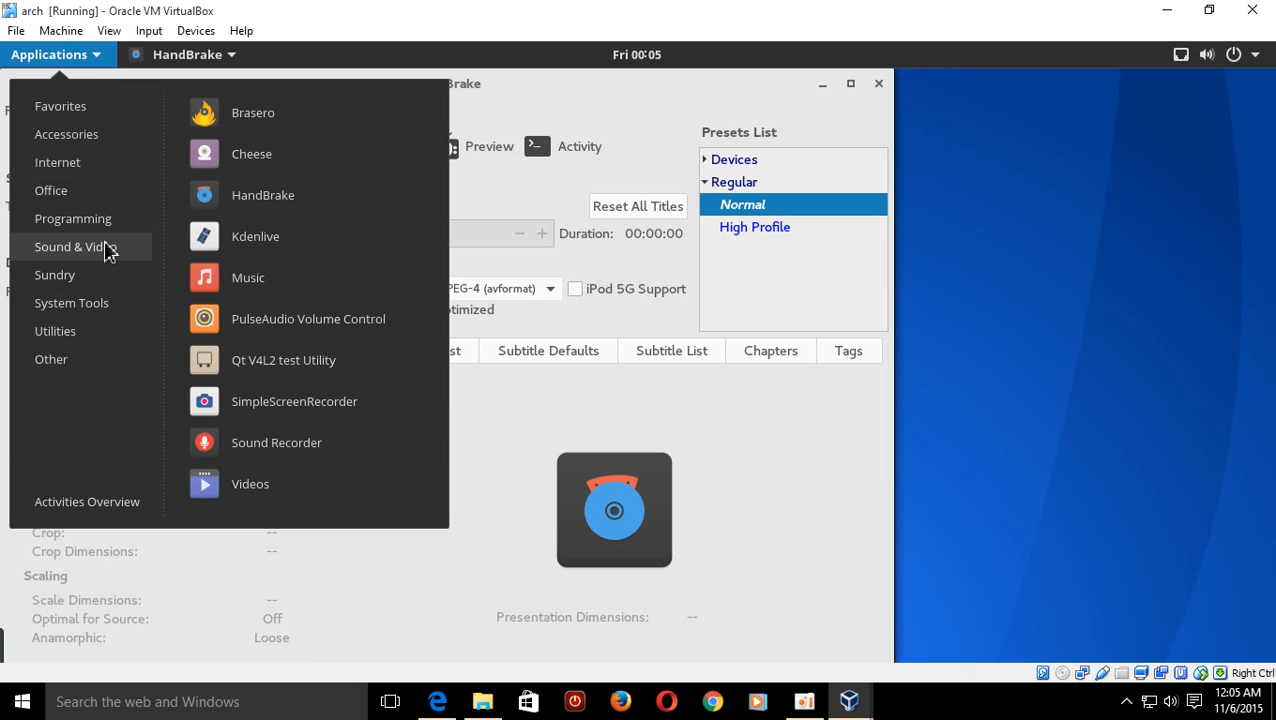 arch [Running] - Oracle VM VirtualBox
File Machine View Input Devices Help
Applications HandBrake Fri 00:05
Brake
Favorites
Accessories
Internet
Office
Programming
Sound & Video
Sundry
System Tools
Utilities
Other
Activities Overview
Brasero
Cheese
HandBrake
Kdenlive
Music
PulseAudio Volume Control
Qt V4L2 test Utility
SimpleScreenRecorder
Sound Recorder
Videos
Preview Activity
Reset All Titles
Duration: 00:00:00
PEG-4 (avformat) iPod 5G Support
timized
st Subtitle Defaults Subtitle List Chapters Tags
Presets List
Devices
Regular
Normal
High Profile
Crop: --
Crop Dimensions: --
Scaling
Scale Dimensions: --
Optimal for Source: Off
Anamorphic: Loose
Presentation Dimensions: --
Right Ctrl
Search the web and Windows
12:05 AM
11/6/2015